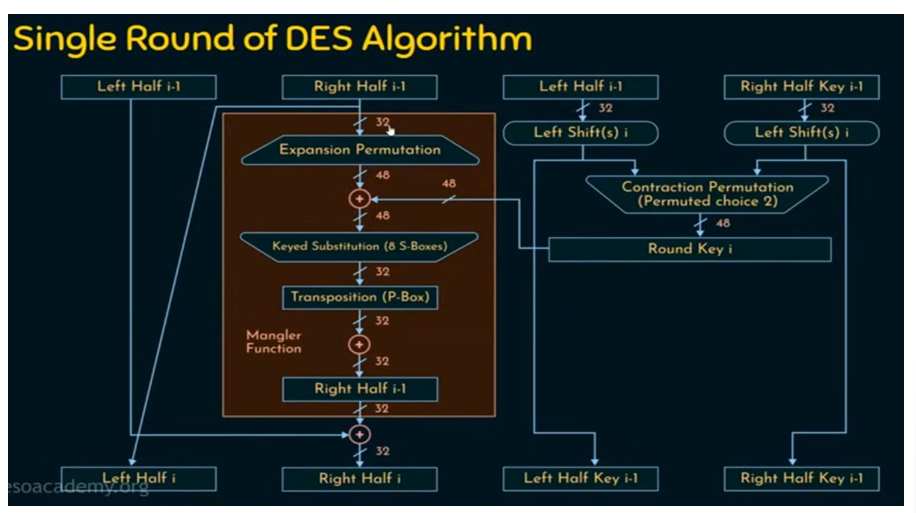 Single Round of DES Algorithm
Left Half i-1
Right Half i-1
Left Half i-1
Right Half Key i-1
32
32
32
Left Shift(s) i
Left Shift(s) i
Expansion Permutation
48
48
Contraction Permutation
(Permuted choice 2)
+
48
48
Keyed Substitution (8 S-Boxes)
Round Key i
32
Transposition (P-Box)
32
Mangler
Function
+
32
Right Half i-1
32
+
32
Left Half i
Right Half i
Left Half Key i-1
Right Half Key i-1
esoacademy.org